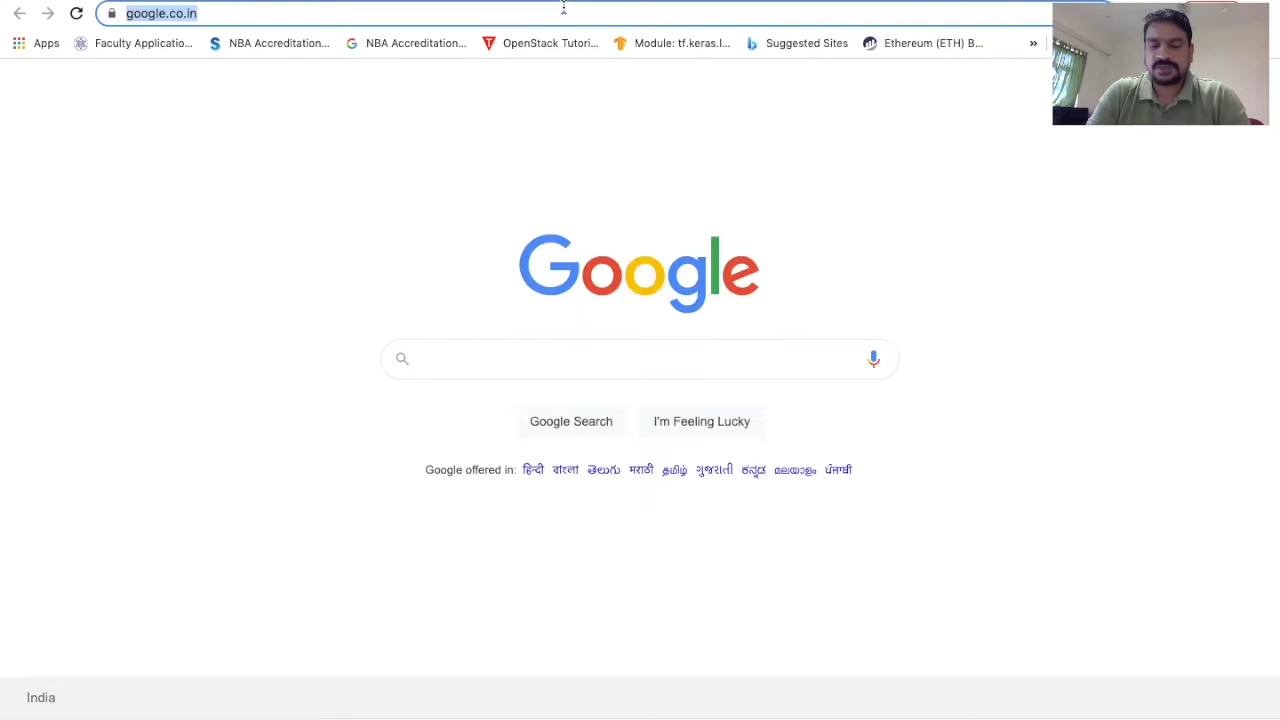 google.co.in
Apps Faculty Applicatio... NBA Accreditation... NBA Accreditation... OpenStack Tutori... Module: tf.keras.l... Suggested Sites Ethereum (ETH) B... »
Google
Google Search I'm Feeling Lucky
Google offered in: हिन्दी বাংলা తెలుగు मराठी தமிழ் ગુજરાતી ಕನ್ನಡ മലയാളം ਪੰਜਾਬੀ
India